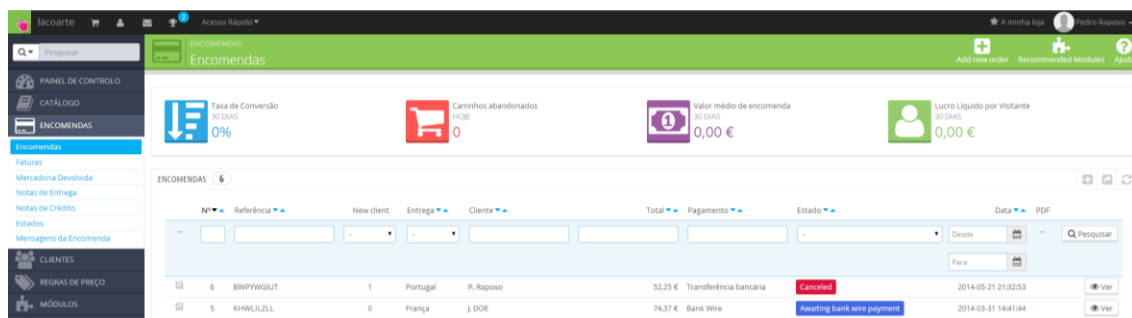 lacoarte 2 Acesso Rápido A minha loja Pedro Raposo
Pesquisar
ENCOMENDAS
Encomendas
Add new order Recommended Modules Ajuda
PAINEL DE CONTROLO
CATÁLOGO
ENCOMENDAS
Encomendas
Faturas
Mercadoria Devolvida
Notas de Entrega
Notas de Crédito
Estados
Mensagens da Encomenda
CLIENTES
REGRAS DE PREÇO
MÓDULOS
Taxa de Conversão
30 DIAS
0%
Carrinhos abandonados
HOJE
0
1
Valor médio de encomenda
30 DIAS
0,00 €
Lucro Líquido por Visitante
30 DIAS
0,00 €
ENCOMENDAS 6
Nº Referência New client Entrega Cliente Total Pagamento Estado Data PDF
-- - - - Desde -- Pesquisar
Para
6 BWPYWGIUT 1 Portugal P. Raposo 52,25 € Transferência bancária Canceled 2014-05-21 21:32:53 Ver
5 KHWLILZLL 0 França J. DOE 74,37 € Bank Wire Awaiting bank wire payment 2014-03-31 14:41:44 Ver